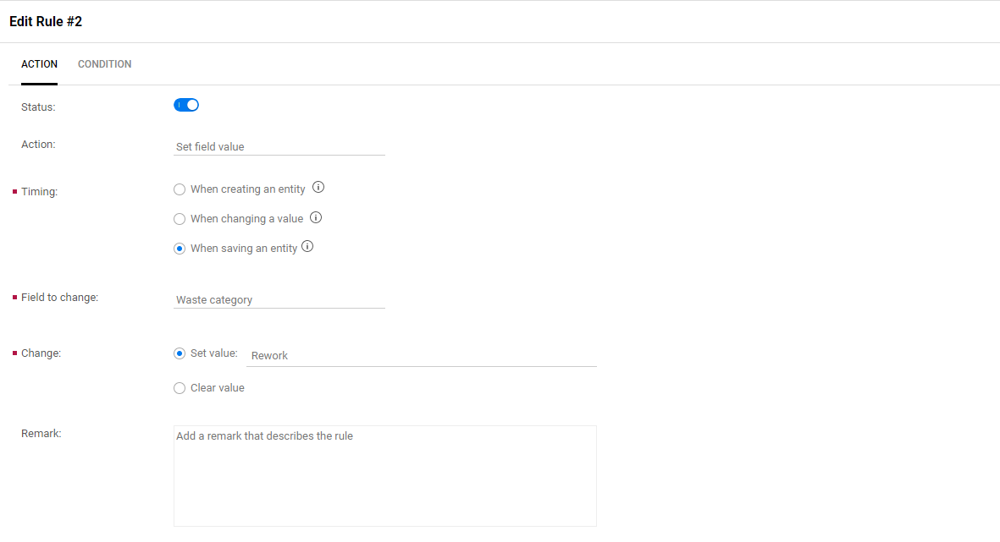 Edit Rule #2
ACTION CONDITION
Status:
Action: Set field value
Timing: When creating an entity
When changing a value
When saving an entity
Field to change: Waste category
Change: Set value: Rework
Clear value
Remark: Add a remark that describes the rule